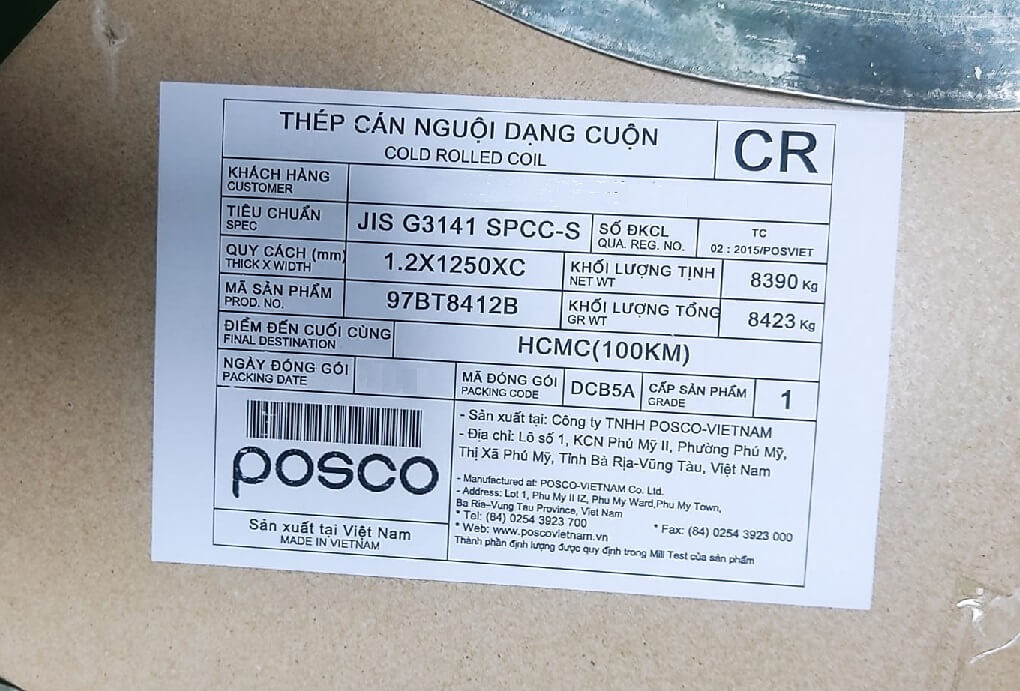 THÉP CÁN NGUỘI DẠNG CUỘN
COLD ROLLED COIL
CR
KHÁCH HÀNG
CUSTOMER
TIÊU CHUẨN
SPEC
JIS G3141 SPCC-S
SỐ ĐKCL
QUA. REG. NO.
TC
02 : 2015/POSVIET
QUY CÁCH (mm)
THICK X WIDTH
1.2X1250XC
KHỐI LƯỢNG TỊNH
NET WT
8390 Kg
MÃ SẢN PHẨM
PROD. NO.
97BT8412B
KHỐI LƯỢNG TỔNG
GR WT
8423 Kg
ĐIỂM ĐẾN CUỐI CÙNG
FINAL DESTINATION
HCMC(100KM)
NGÀY ĐÓNG GÓI
PACKING DATE
MÃ ĐÓNG GÓI
PACKING CODE
DCB5A
CẤP SẢN PHẨM
GRADE
1
posco
Sản xuất tại Việt Nam
MADE IN VIETNAM
- Sản xuất tại: Công ty TNHH POSCO-VIETNAM
- Địa chỉ: Lô số 1, KCN Phú Mỹ II, Phường Phú Mỹ,
Thị Xã Phú Mỹ, Tỉnh Bà Rịa-Vũng Tàu, Việt Nam
- Manufactured at: POSCO-VIETNAM Co. Ltd.
- Address: Lot 1, Phu My II IZ, Phu My Ward,Phu My Town,
Ba Ria-Vung Tau Province, Viet Nam
* Tel: (84) 0254 3923 700
* Fax: (84) 0254 3923 000
* Web: www.poscovietnam.vn
Thành phần định lượng được quy định trong Mill Test của sản phẩm